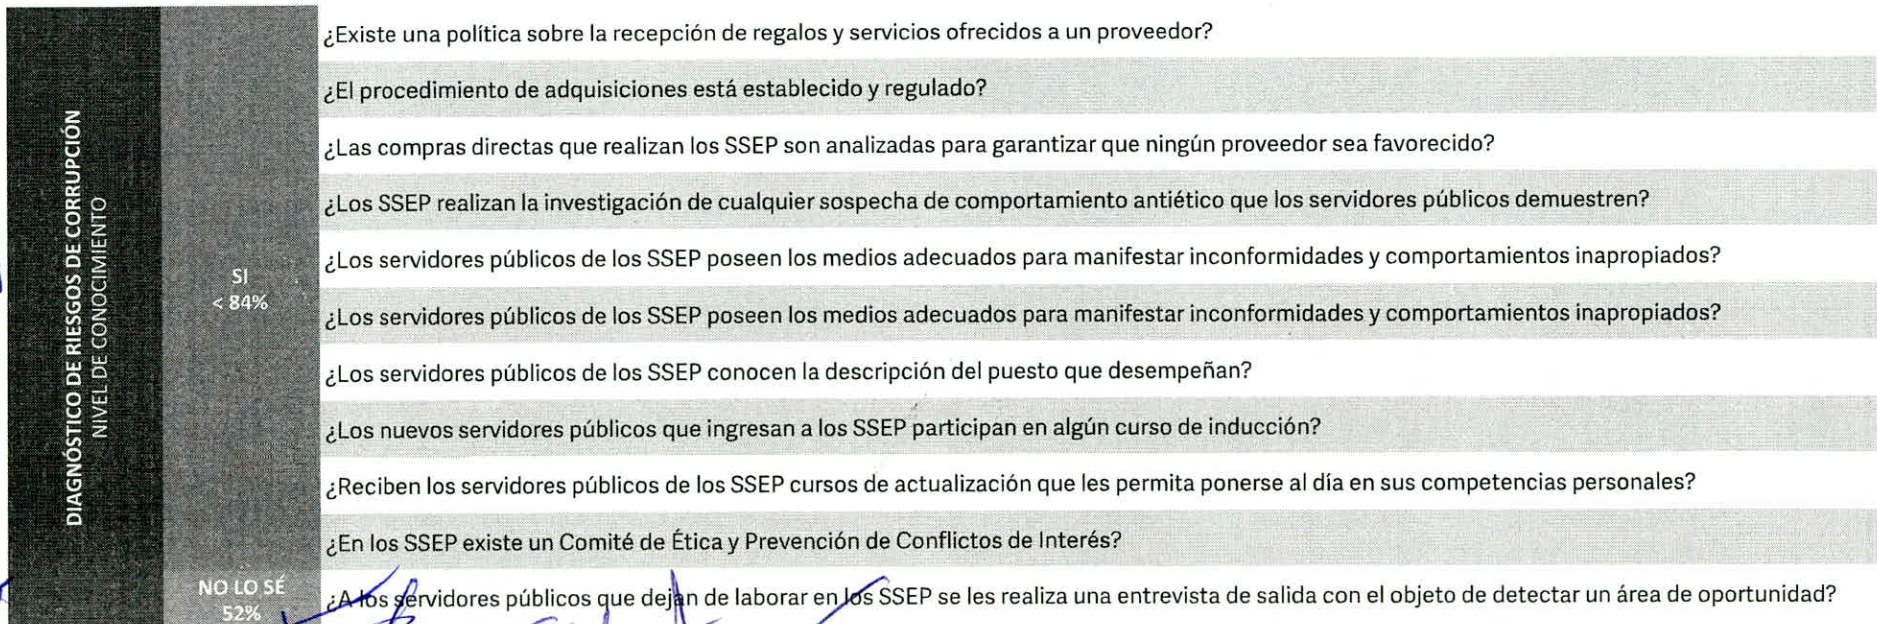 DIAGNÓSTICO DE RIESGOS DE CORRUPCIÓN
NIVEL DE CONOCIMIENTO
SI
< 84%
¿Existe una política sobre la recepción de regalos y servicios ofrecidos a un proveedor?
¿El procedimiento de adquisiciones está establecido y regulado?
¿Las compras directas que realizan los SSEP son analizadas para garantizar que ningún proveedor sea favorecido?
¿Los SSEP realizan la investigación de cualquier sospecha de comportamiento antiético que los servidores públicos demuestren?
¿Los servidores públicos de los SSEP poseen los medios adecuados para manifestar inconformidades y comportamientos inapropiados?
¿Los servidores públicos de los SSEP poseen los medios adecuados para manifestar inconformidades y comportamientos inapropiados?
¿Los servidores públicos de los SSEP conocen la descripción del puesto que desempeñan?
¿Los nuevos servidores públicos que ingresan a los SSEP participan en algún curso de inducción?
¿Reciben los servidores públicos de los SSEP cursos de actualización que les permita ponerse al día en sus competencias personales?
¿En los SSEP existe un Comité de Ética y Prevención de Conflictos de Interés?
NO LO SÉ
52%
¿A los servidores públicos que dejan de laborar en los SSEP se les realiza una entrevista de salida con el objeto de detectar un área de oportunidad?